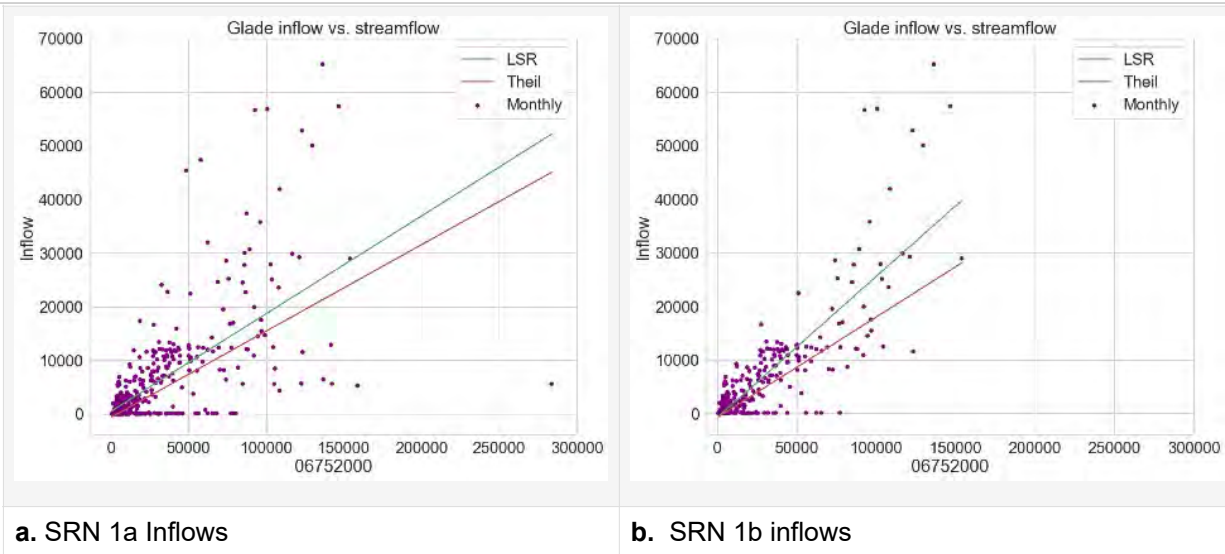 Glade inflow vs. streamflow
70000
60000
50000
40000
30000
20000
10000
0
Inflow
LSR
Theil
Monthly
0 50000 100000 150000 200000 250000 300000
06752000
a. SRN 1a Inflows
Glade inflow vs. streamflow
70000
60000
50000
40000
30000
20000
10000
0
Inflow
LSR
Theil
Monthly
0 50000 100000 150000 200000 250000 300000
06752000
b. SRN 1b inflows